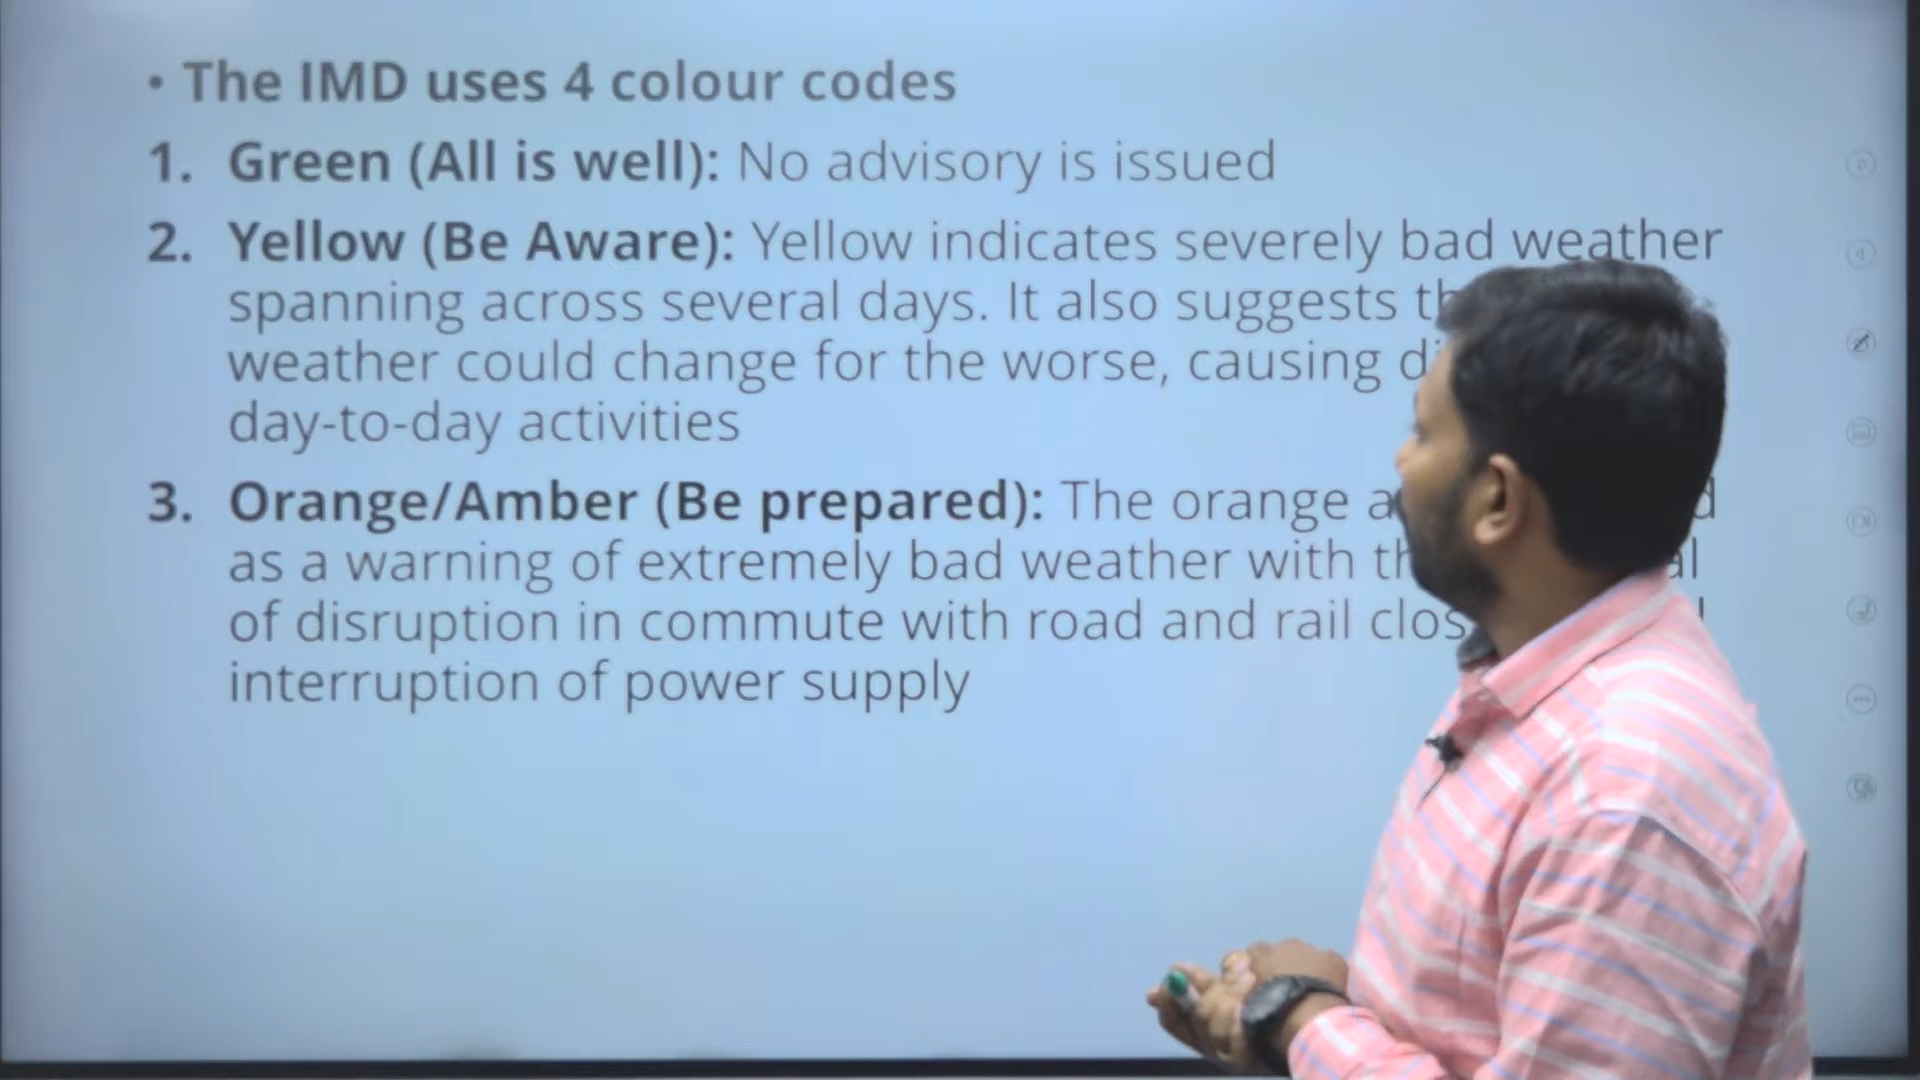 • The IMD uses 4 colour codes
1. Green (All is well): No advisory is issued
2. Yellow (Be Aware): Yellow indicates severely bad weather
spanning across several days. It also suggests
weather could change for the worse, causing
day-to-day activities
3. Orange/Amber (Be prepared): The orange
as a warning of extremely bad weather with
of disruption in commute with road and rail
interruption of power supply